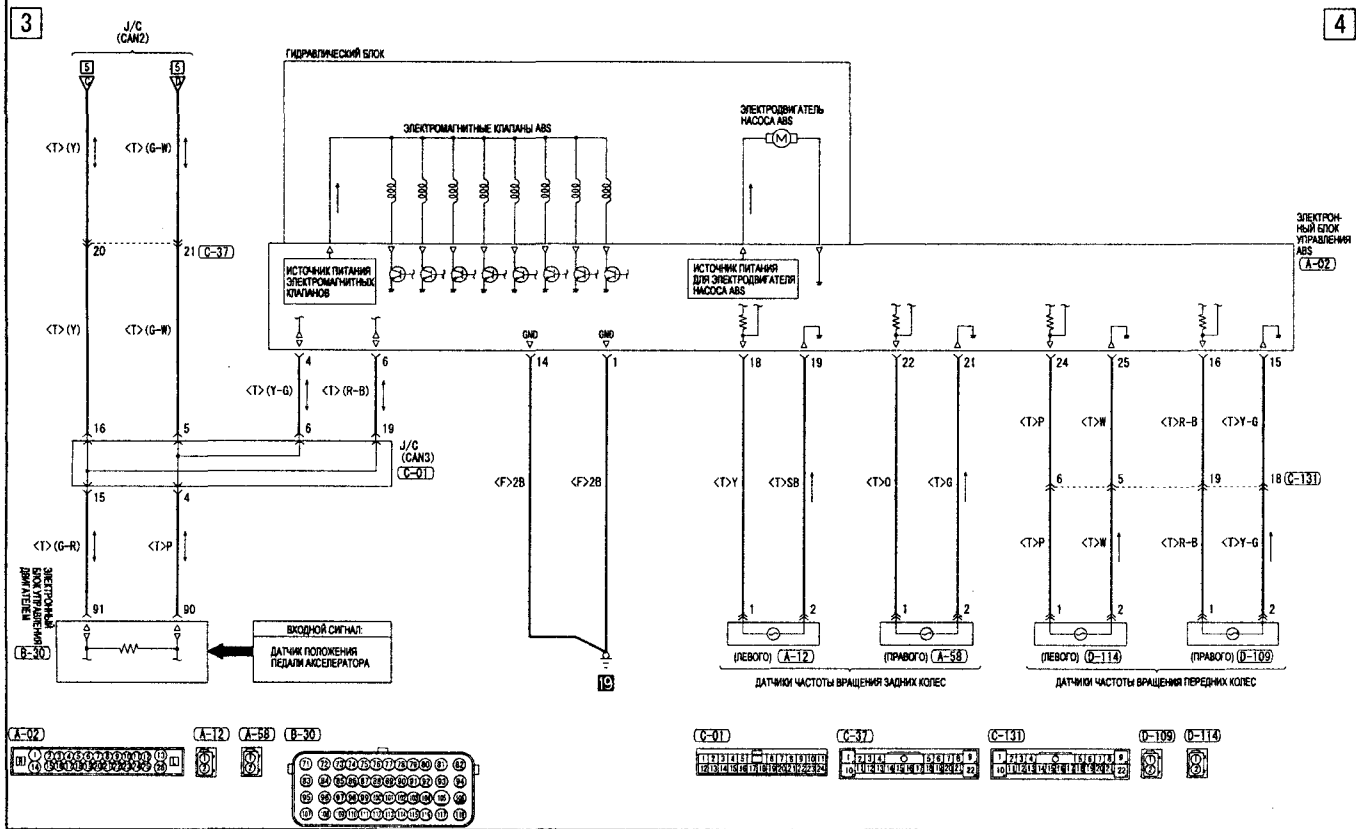 3
4
J/C
(CAN2)
5
5
C
D
ГИДРАВЛИЧЕСКИЙ БЛОК
ЭЛЕКТРОМАГНИТНЫЕ КЛАПАНЫ ABS
ЭЛЕКТРОДВИГАТЕЛЬ
НАСОСА ABS
M
<T>(Y)
<T>(G-W)
20
21
C-37
ИСТОЧНИК ПИТАНИЯ
ЭЛЕКТРОМАГНИТНЫХ
КЛАПАНОВ
ИСТОЧНИК ПИТАНИЯ
ДЛЯ ЭЛЕКТРОДВИГАТЕЛЯ
НАСОСА ABS
ЭЛЕКТРОН-
НЫЙ БЛОК
УПРАВЛЕНИЯ
ABS
A-02
<T>(Y)
<T>(G-W)
GND
GND
4
6
14
1
18
19
22
21
24
25
16
15
<T>(Y-G)
<T>(R-B)
<T>P
<T>W
<T>R-B
<T>Y-G
16
5
6
19
J/C
(CAN3)
C-01
<F>2B
<F>2B
<T>Y
<T>SB
<T>O
<T>G
6
5
19
18
C-131
15
4
<T>(G-R)
<T>P
<T>P
<T>W
<T>R-B
<T>Y-G
ЭЛЕКТРОННЫЙ
БЛОК УПРАВЛЕНИЯ
ДВИГАТЕЛЕМ
B-30
91
90
1
2
1
2
1
2
1
2
ВХОДНОЙ СИГНАЛ:
ДАТЧИК ПОЛОЖЕНИЯ
ПЕДАЛИ АКСЕЛЕРАТОРА
19
(ЛЕВОГО) A-12
(ПРАВОГО) A-58
(ЛЕВОГО) D-114
(ПРАВОГО) D-109
ДАТЧИКИ ЧАСТОТЫ ВРАЩЕНИЯ ЗАДНИХ КОЛЕС
ДАТЧИКИ ЧАСТОТЫ ВРАЩЕНИЯ ПЕРЕДНИХ КОЛЕС
A-02
A-12
A-58
B-30
C-01
C-37
C-131
D-109
D-114